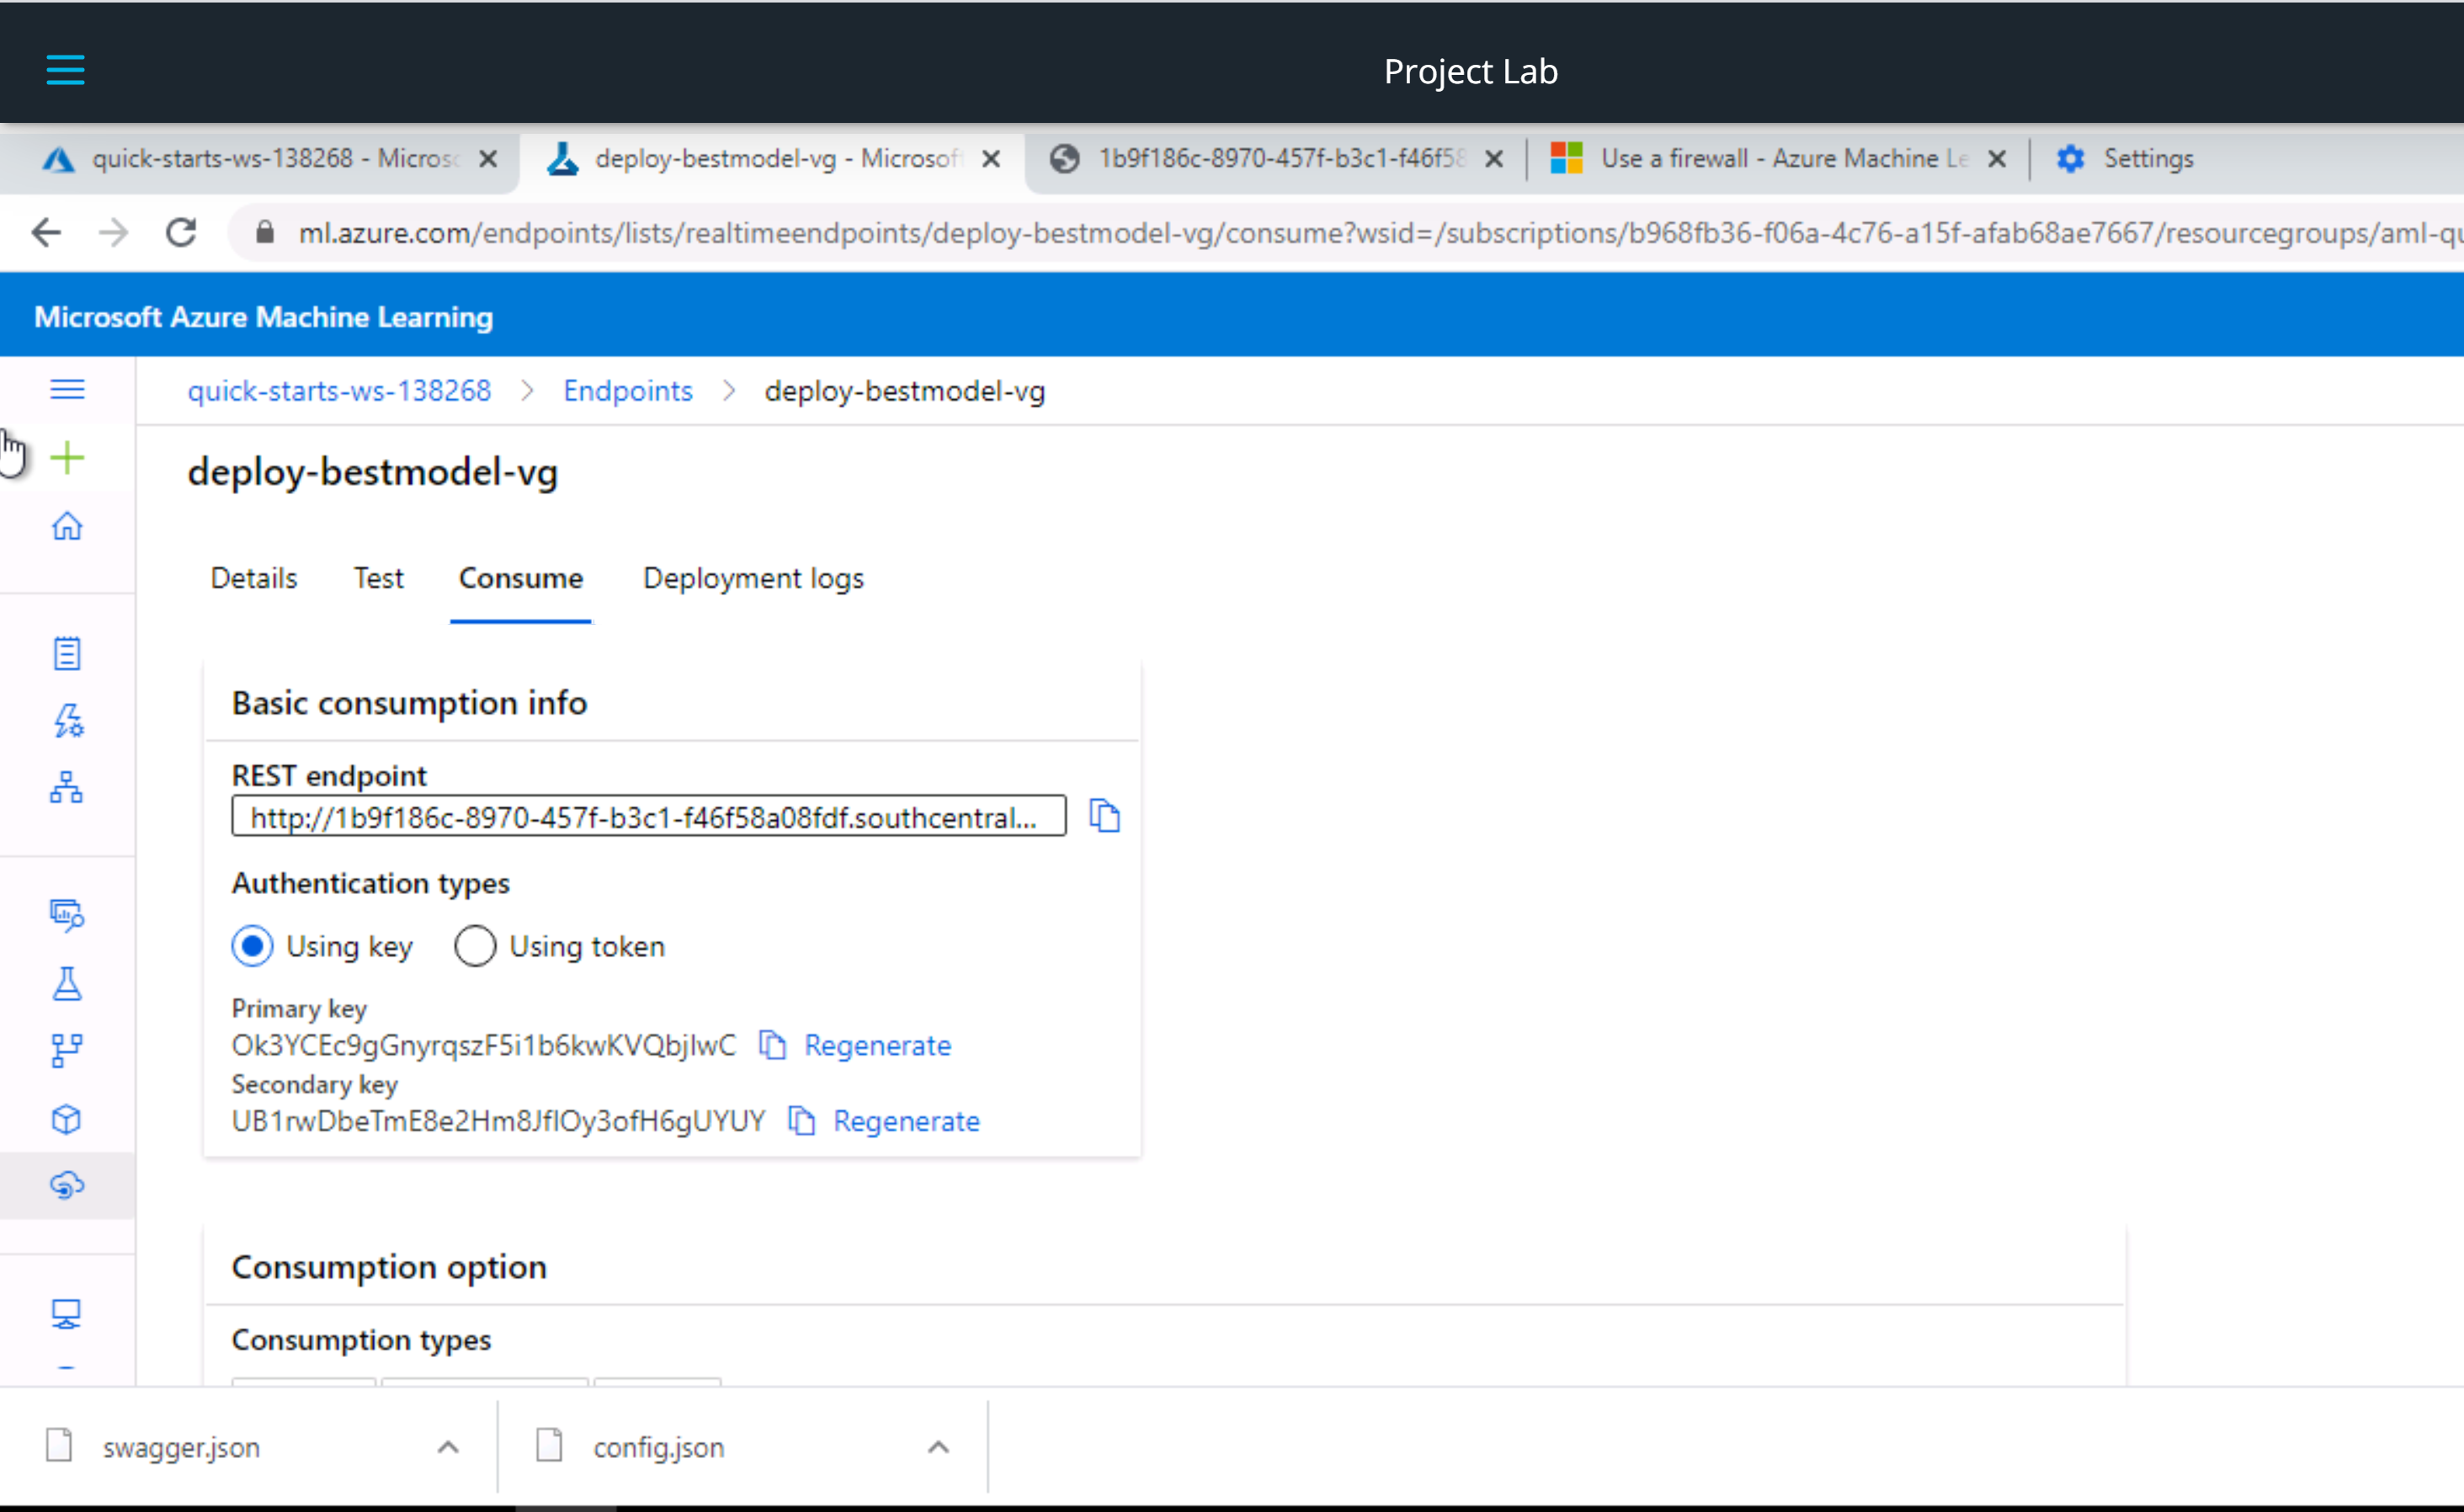 Project Lab
quick-starts-ws-138268 - Microsc
deploy-bestmodel-vg - Microsoft
1b9f186c-8970-457f-b3c1-f46f58
Use a firewall - Azure Machine Le
Settings
ml.azure.com/endpoints/lists/realtimeendpoints/deploy-bestmodel-vg/consume?wsid=/subscriptions/b968fb36-f06a-4c76-a15f-afab68ae7667/resourcegroups/aml-qu
Microsoft Azure Machine Learning
quick-starts-ws-138268 > Endpoints > deploy-bestmodel-vg
deploy-bestmodel-vg
Details Test Consume Deployment logs
Basic consumption info
REST endpoint
http://1b9f186c-8970-457f-b3c1-f46f58a08fdf.southcentral...
Authentication types
Using key Using token
Primary key
Ok3YCEc9gGnyrqszF5i1b6kwKVQbjlwC Regenerate
Secondary key
UB1rwDbeTmE8e2Hm8JflOy3ofH6gUYUY Regenerate
Consumption option
Consumption types
swagger.json
config.json